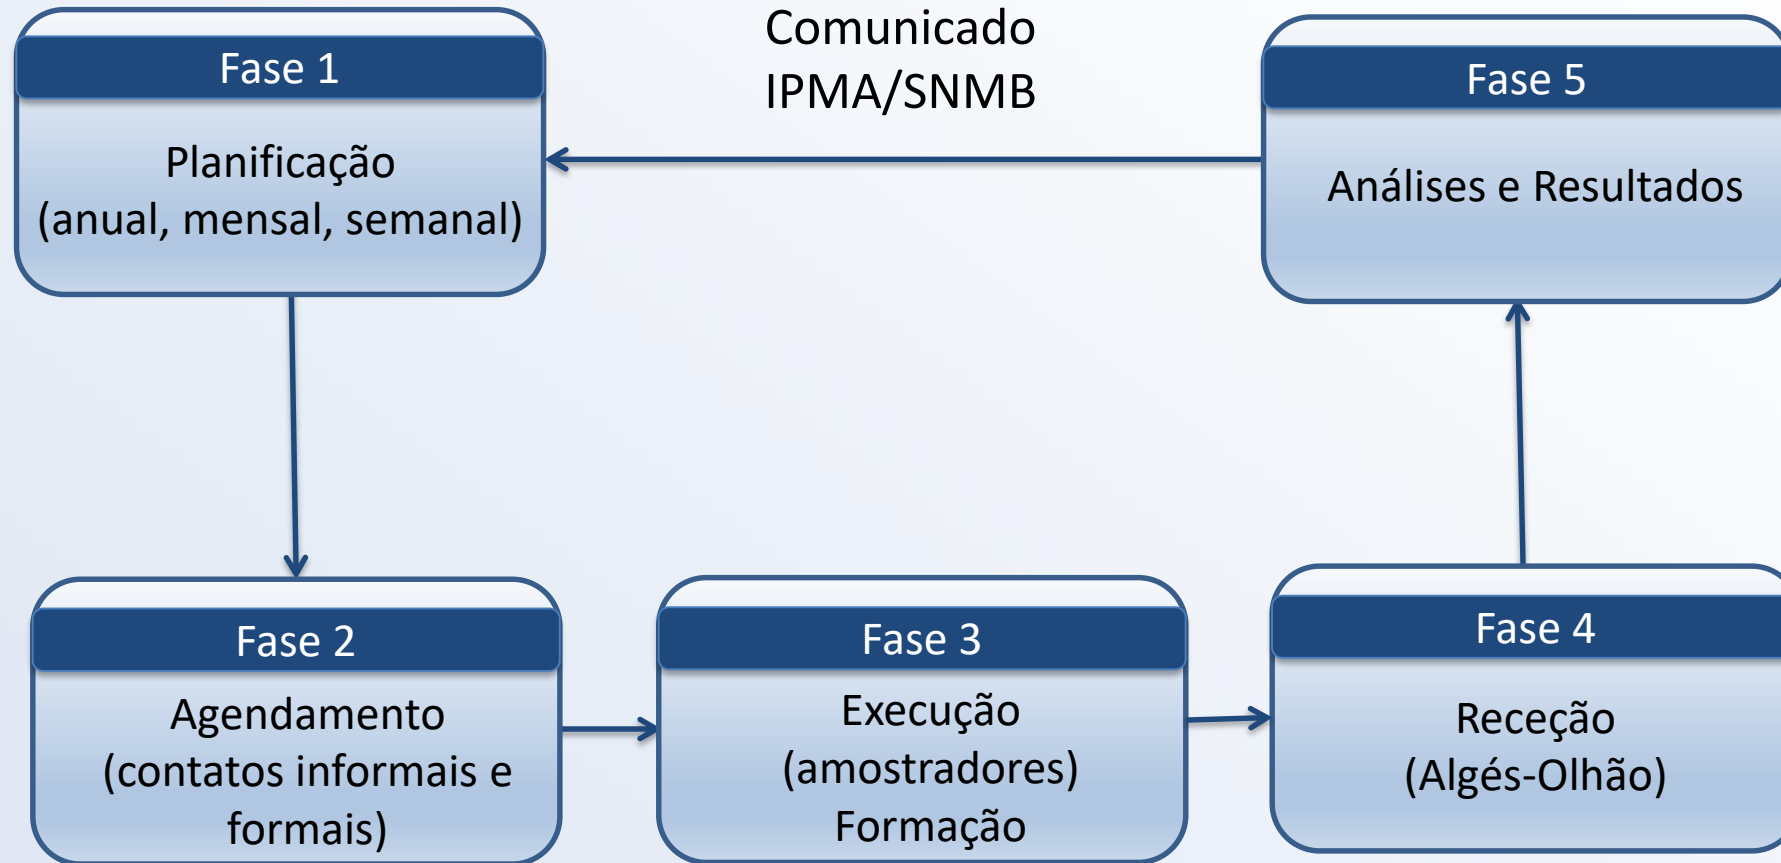 Fase 1
Planificação
(anual, mensal, semanal)
Comunicado
IPMA/SNMB
Fase 5
Análises e Resultados
Fase 2
Agendamento
(contatos informais e
formais)
Fase 3
Execução
(amostradores)
Formação
Fase 4
Receção
(Algés-Olhão)